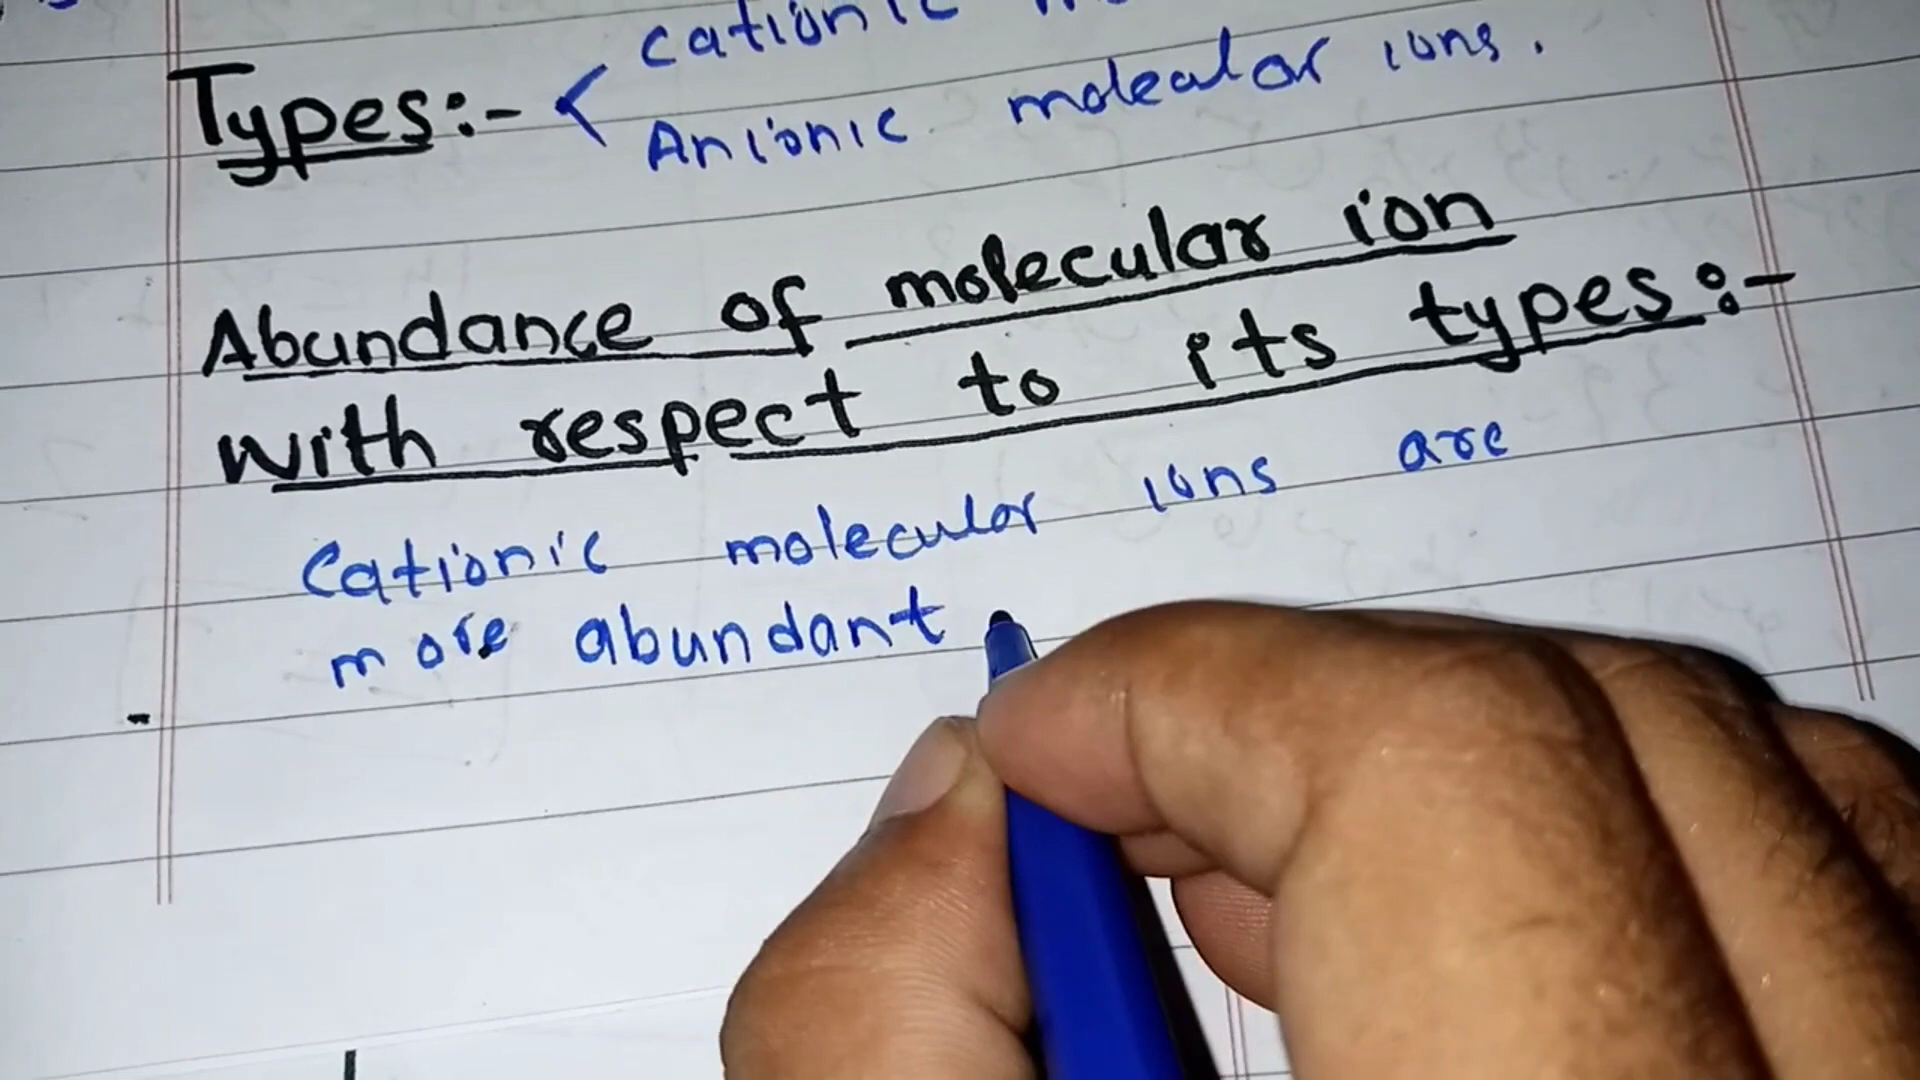 cationic
Types:- < Anionic molecular ions.
Abundance of molecular ion
with respect to its types:-
Cationic molecular ions are
more abundant